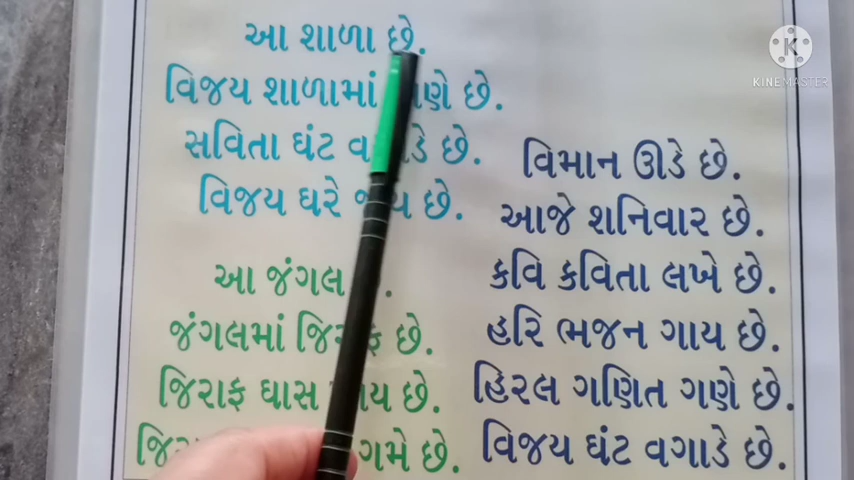 આ શાળા છે.
વિજય શાળામાં છે.
સવિતા ઘંટ છે.
વિજય ઘરે છે.
આ જંગલ
જંગલમાં જિરાફ છે.
જિરાફ ઘાસ છે.
ગમે છે.
વિમાન ઊડે છે.
આજે શનિવાર છે.
કવિ કવિતા લખે છે.
હરિ ભજન ગાય છે.
હિરલ ગણિત ગણે છે.
વિજય ઘંટ વગાડે છે.
KINEMASTER